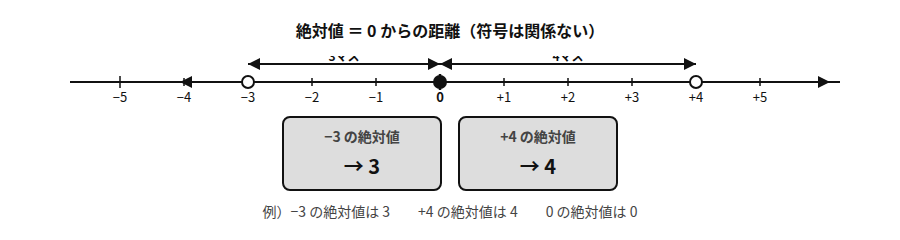 絶対値 ＝ 0 からの距離（符号は関係ない）
−5 −4 −3 −2 −1 0 +1 +2 +3 +4 +5
−3 の絶対値 +4 の絶対値
→ 3 → 4
例）−3 の絶対値は 3 +4 の絶対値は 4 0 の絶対値は 0